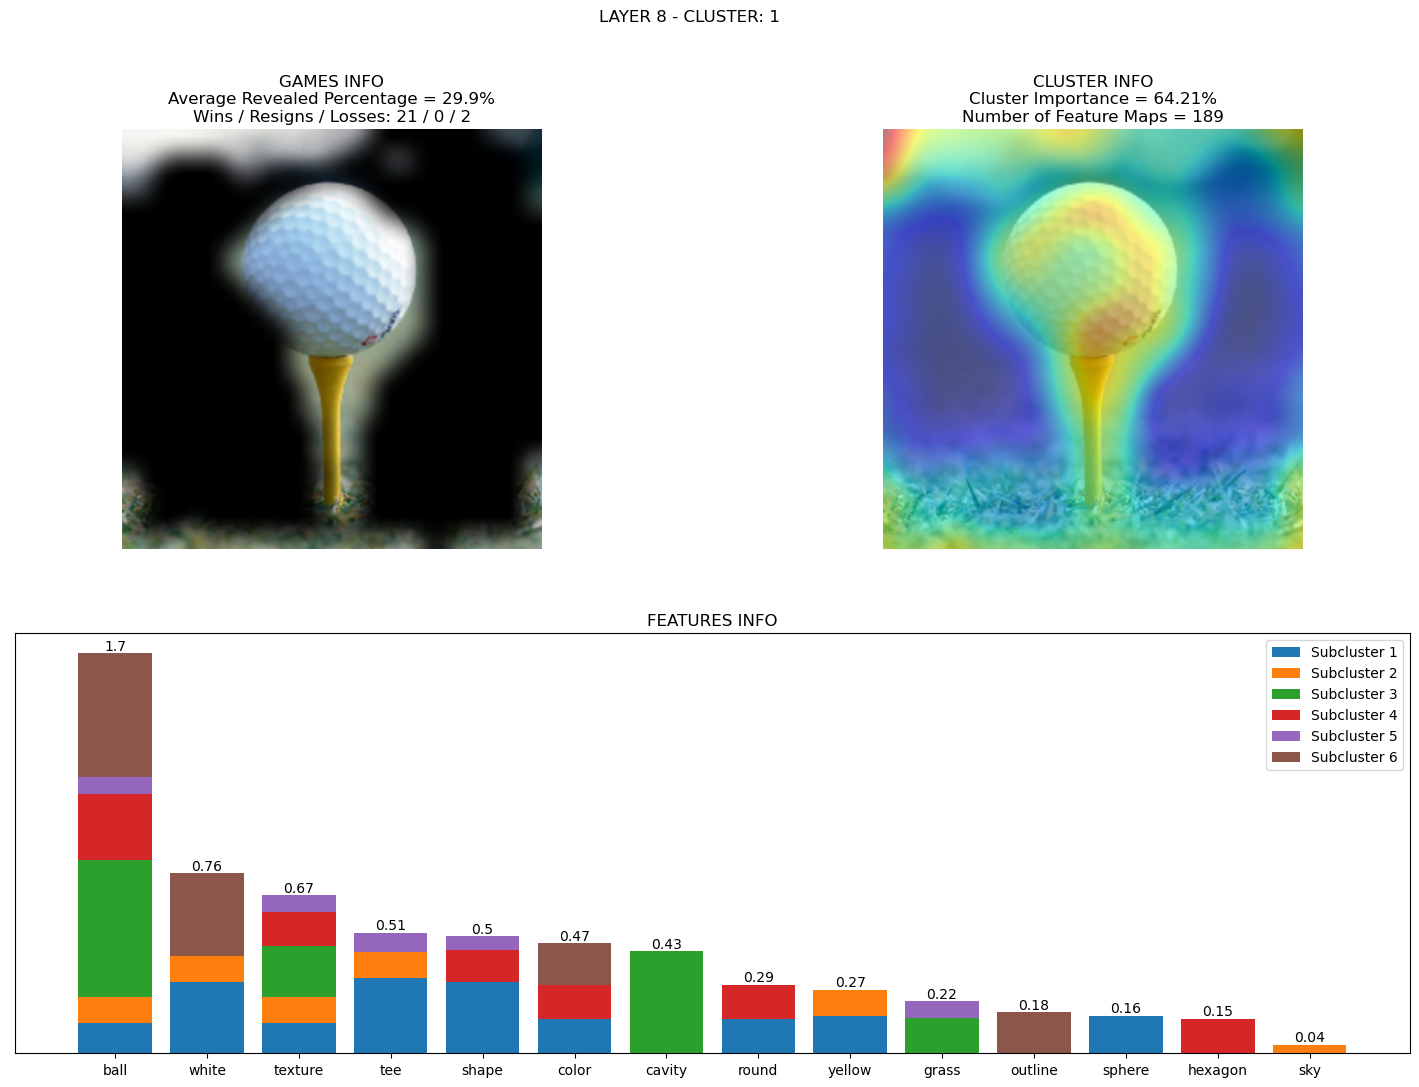 LAYER 8 - CLUSTER: 1
GAMES INFO
Average Revealed Percentage = 29.9%
Wins / Resigns / Losses: 21 / 0 / 2
CLUSTER INFO
Cluster Importance = 64.21%
Number of Feature Maps = 189
FEATURES INFO
1.7
0.76
0.67
0.51
0.5
0.47
0.43
0.29
0.27
0.22
0.18
0.16
0.15
0.04
Subcluster 1
Subcluster 2
Subcluster 3
Subcluster 4
Subcluster 5
Subcluster 6
ball white texture tee shape color cavity round yellow grass outline sphere hexagon sky